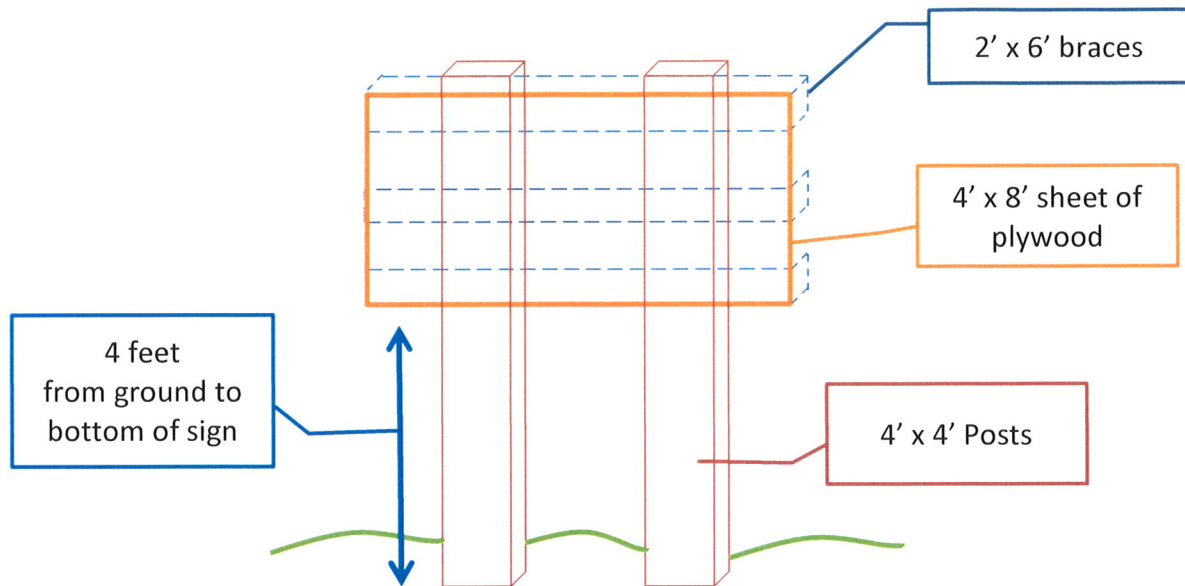 2’ x 6’ braces
4’ x 8’ sheet of
plywood
4 feet
from ground to
bottom of sign
4’ x 4’ Posts